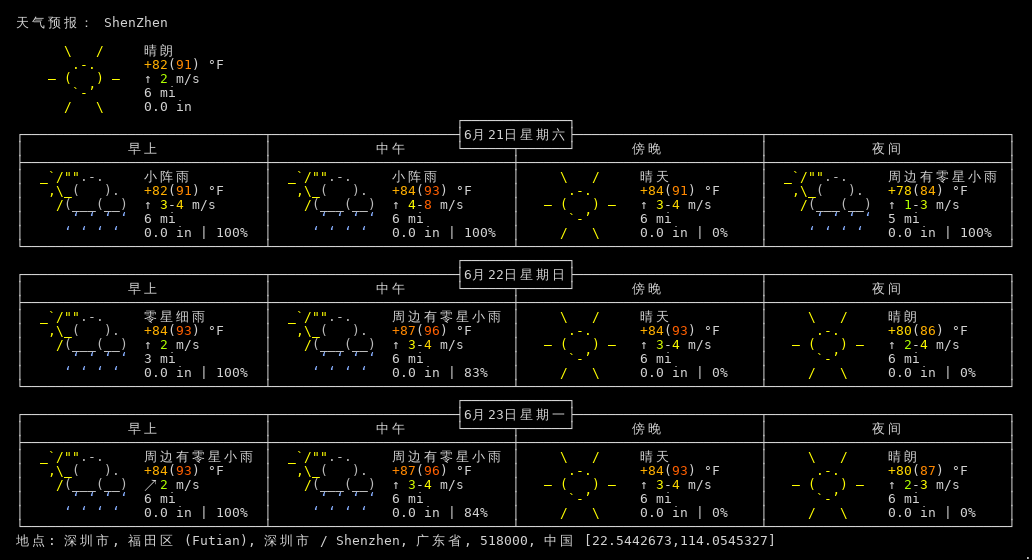 天气预报： ShenZhen
晴朗
+82(91) °F
↑ 2 m/s
6 mi
0.0 in
6月21日星期六
早上 中午 傍晚 夜间
小阵雨 小阵雨 晴天 周边有零星小雨
+82(91) °F +84(93) °F +84(91) °F +78(84) °F
↑ 3-4 m/s ↑ 4-8 m/s ↑ 3-4 m/s ↑ 1-3 m/s
6 mi 6 mi 6 mi 5 mi
0.0 in | 100% 0.0 in | 100% 0.0 in | 0% 0.0 in | 100%
6月22日星期日
早上 中午 傍晚 夜间
零星细雨 周边有零星小雨 晴天 晴朗
+84(93) °F +87(96) °F +84(93) °F +80(86) °F
↑ 2 m/s ↑ 3-4 m/s ↑ 3-4 m/s ↑ 2-4 m/s
3 mi 6 mi 6 mi 6 mi
0.0 in | 100% 0.0 in | 83% 0.0 in | 0% 0.0 in | 0%
6月23日星期一
早上 中午 傍晚 夜间
周边有零星小雨 周边有零星小雨 晴天 晴朗
+84(93) °F +87(96) °F +84(93) °F +80(87) °F
↗ 2 m/s ↑ 3-4 m/s ↑ 3-4 m/s ↑ 2-3 m/s
6 mi 6 mi 6 mi 6 mi
0.0 in | 100% 0.0 in | 84% 0.0 in | 0% 0.0 in | 0%
地点: 深圳市, 福田区 (Futian), 深圳市 / Shenzhen, 广东省, 518000, 中国 [22.5442673,114.0545327]